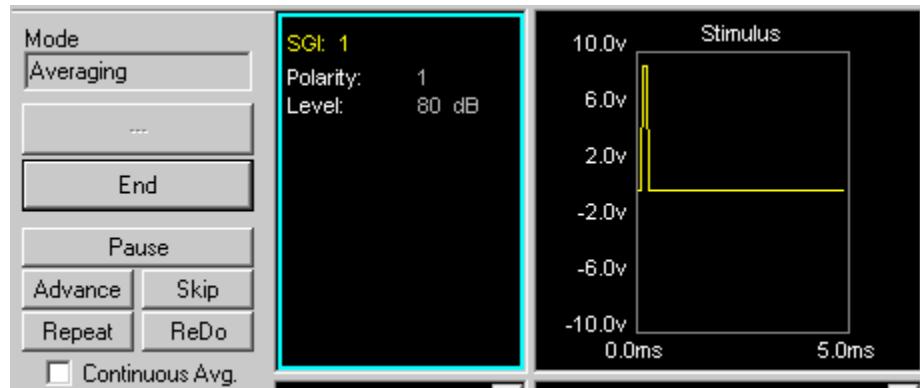 Mode
Averaging
---
End
Pause
Advance Skip
Repeat ReDo
Continuous Avg.
SGI: 1
Polarity: 1
Level: 80 dB
Stimulus
10.0v
6.0v
2.0v
-2.0v
-6.0v
-10.0v
0.0ms 5.0ms